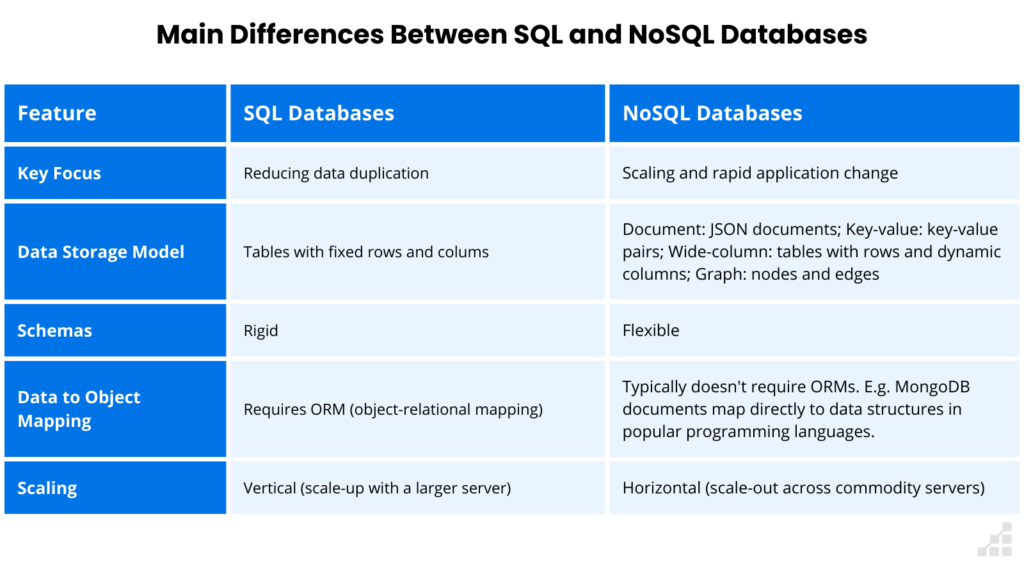 Main Differences Between SQL and NoSQL Databases
Feature
SQL Databases
NoSQL Databases
Key Focus
Reducing data duplication
Scaling and rapid application change
Data Storage Model
Tables with fixed rows and colums
Document: JSON documents; Key-value: key-value
pairs; Wide-column: tables with rows and dynamic
columns; Graph: nodes and edges
Schemas
Rigid
Flexible
Data to Object
Mapping
Requires ORM (object-relational mapping)
Typically doesn't require ORMs. E.g. MongoDB
documents map directly to data structures in
popular programming languages.
Scaling
Vertical (scale-up with a larger server)
Horizontal (scale-out across commodity servers)